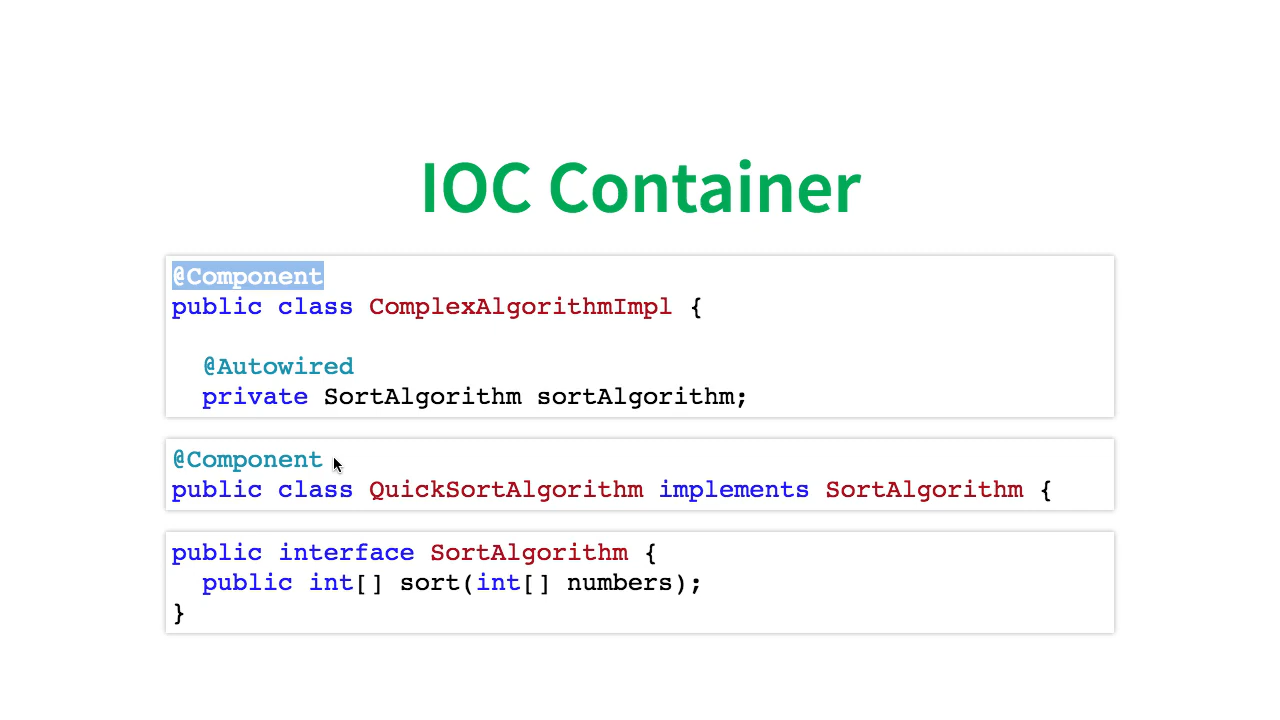 IOC Container
@Component
public class ComplexAlgorithmImpl {
@Autowired
private SortAlgorithm sortAlgorithm;
@Component
public class QuickSortAlgorithm implements SortAlgorithm {
public interface SortAlgorithm {
public int[] sort(int[] numbers);
}